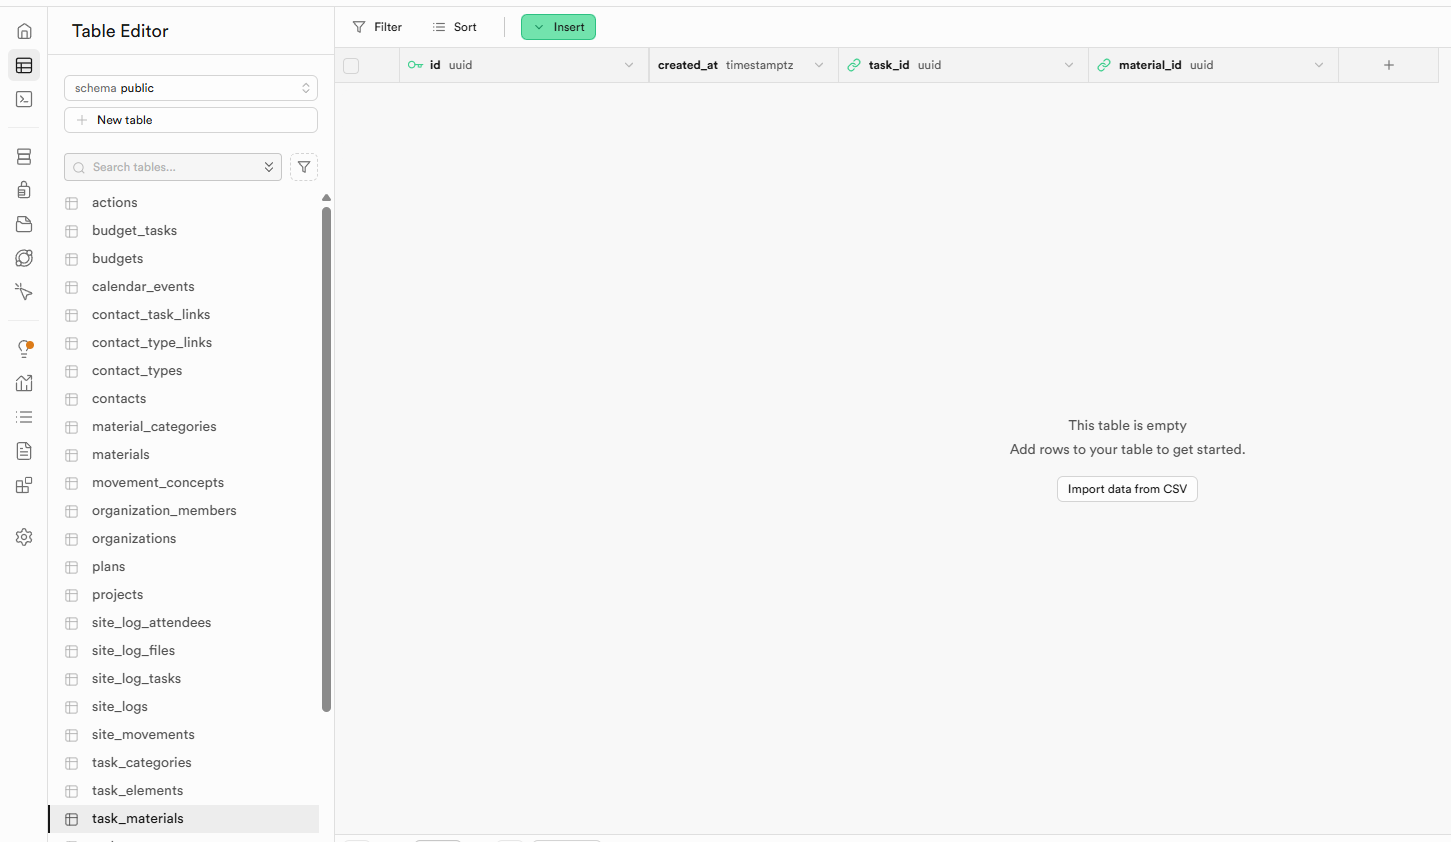 Table Editor
schema public
New table
Search tables...
actions
budget_tasks
budgets
calendar_events
contact_task_links
contact_type_links
contact_types
contacts
material_categories
materials
movement_concepts
organization_members
organizations
plans
projects
site_log_attendees
site_log_files
site_log_tasks
site_logs
site_movements
task_categories
task_elements
task_materials
Filter Sort Insert
id uuid created_at timestamptz task_id uuid material_id uuid
This table is empty
Add rows to your table to get started.
Import data from CSV